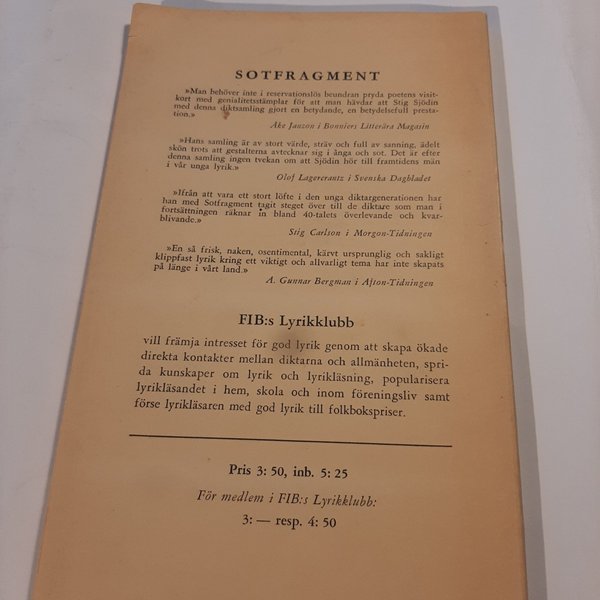 SOTFRAGMENT
»Man behöver inte i reservationslös beundran pryda poetens visit-
kort med genialitetsstämplar för att man hävdar att Stig Sjödin
med denna diktsamling gjort en betydande, en betydelsefull presta-
tion.»
Åke Janzon i Bonniers Litterära Magasin
»Hans samling är av stort värde, sträv och full av sanning, ädelt
skön trots att gestalterna avtecknar sig i ånga och sot. Det är efter
denna samling ingen tvekan om att Sjödin hör till framtidens män
i vår unga lyrik.»
Olof Lagercrantz i Svenska Dagbladet
»Ifrån att vara ett stort löfte i den unga diktargenerationen har
han med Sotfragment tagit steget över till de diktare som man i
fortsättningen räknar in bland 40-talets överlevande och kvar-
blivande.»
Stig Carlson i Morgon-Tidningen
»En så frisk, naken, osentimental, kärvt ursprunglig och sakligt
klippfast lyrik kring ett viktigt och allvarligt tema har inte skapats
på länge i vårt land.»
A. Gunnar Bergman i Afton-Tidningen
FIB:s Lyrikklubb
vill främja intresset för god lyrik genom att skapa ökade
direkta kontakter mellan diktarna och allmänheten, spri-
da kunskaper om lyrik och lyrikläsning, popularisera
lyrikläsandet i hem, skola och inom föreningsliv samt
förse lyrikläsaren med god lyrik till folkbokspriser.
Pris 3: 50, inb. 5: 25
För medlem i FIB:s Lyrikklubb:
3: — resp. 4: 50